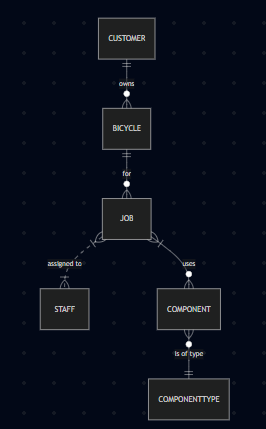 CUSTOMER
owns
BICYCLE
for
JOB
assigned to
uses
STAFF
COMPONENT
is of type
COMPONENTTYPE